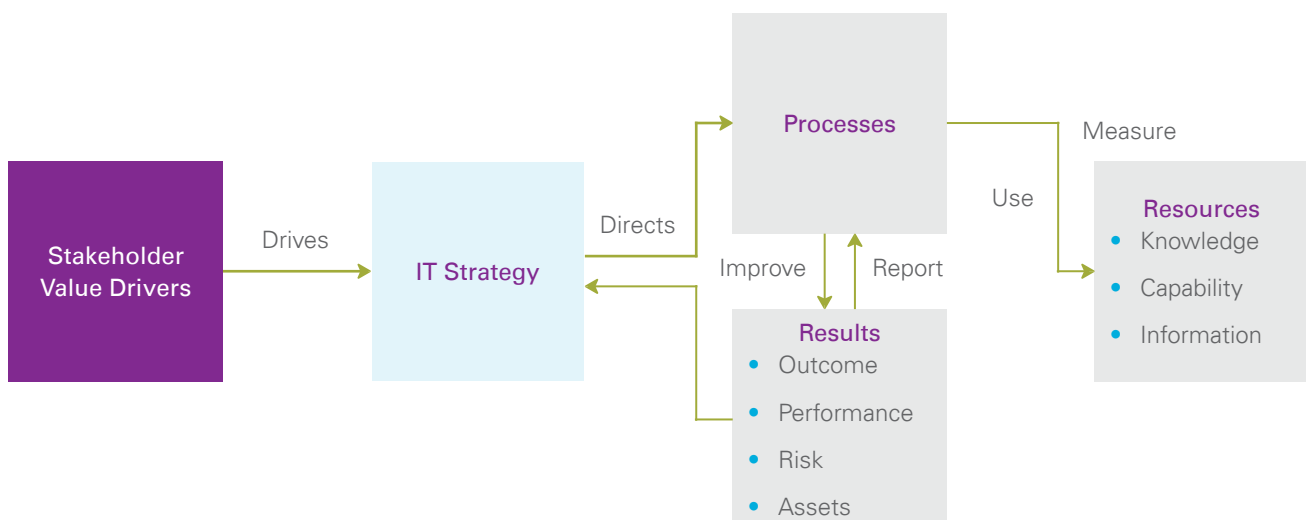 Stakeholder
Value Drivers
Drives
IT Strategy
Directs
Processes
Improve
Report
Results
Outcome
Performance
Risk
Assets
Measure
Use
Resources
Knowledge
Capability
Information